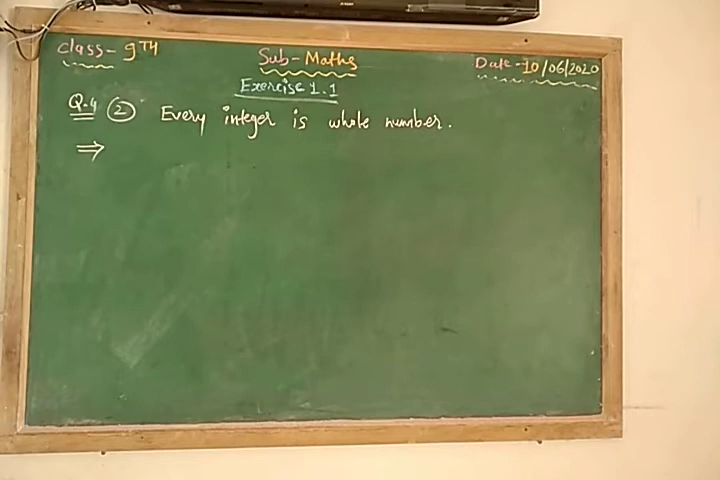 Class - 9TH
Sub - Maths
Date - 10/06/2020
Exercise 1.1
Q.4 ② Every integer is whole number.
⇒